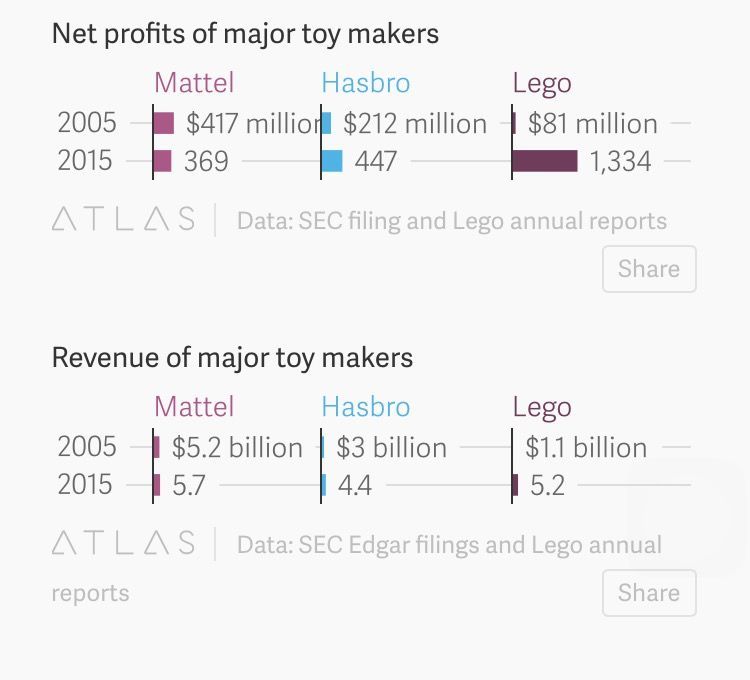 Net profits of major toy makers
Mattel Hasbro Lego
2005 $417 million $212 million $81 million
2015 369 447 1,334
ATLAS Data: SEC filing and Lego annual reports
Share
Revenue of major toy makers
Mattel Hasbro Lego
2005 $5.2 billion $3 billion $1.1 billion
2015 5.7 4.4 5.2
ATLAS Data: SEC Edgar filings and Lego annual
reports Share